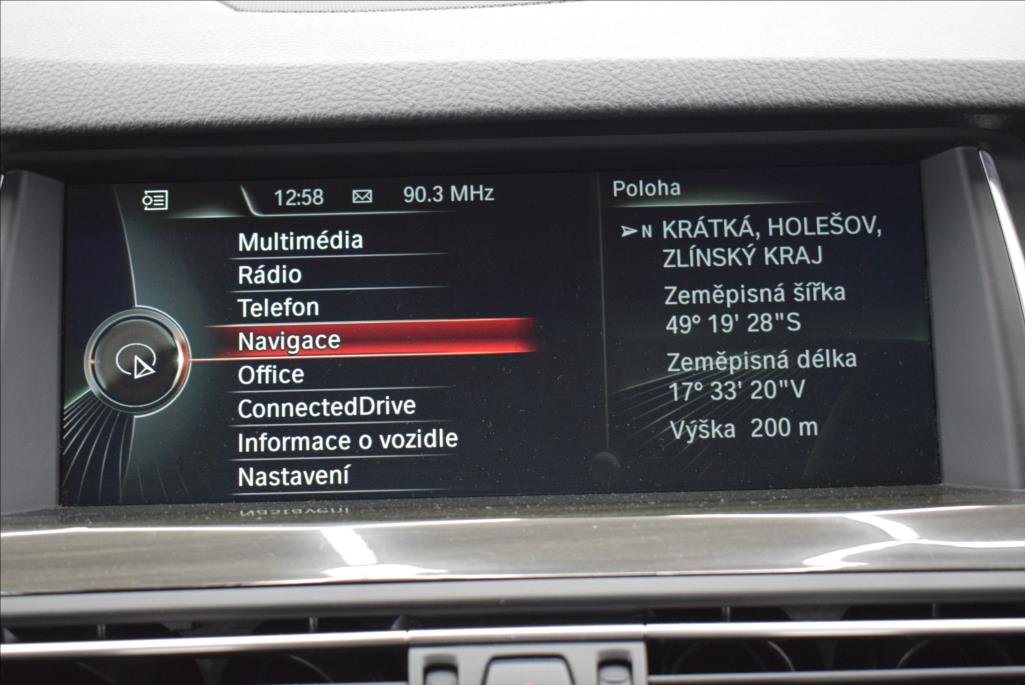 12:58 90.3 MHz
Multimédia
Rádio
Telefon
Navigace
Office
ConnectedDrive
Informace o vozidle
Nastavení
Poloha
N KRÁTKÁ, HOLEŠOV,
ZLÍNSKÝ KRAJ
Zeměpisná šířka
49° 19' 28"S
Zeměpisná délka
17° 33' 20"V
Výška 200 m